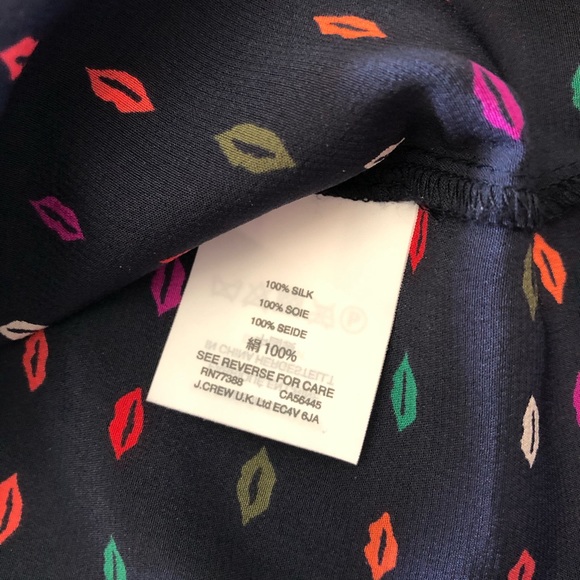 100% SILK
100% SOIE
100% SEIDE
絹 100%
SEE REVERSE FOR CARE
RN77388 CA56445
J.CREW U.K. Ltd EC4V 6JA